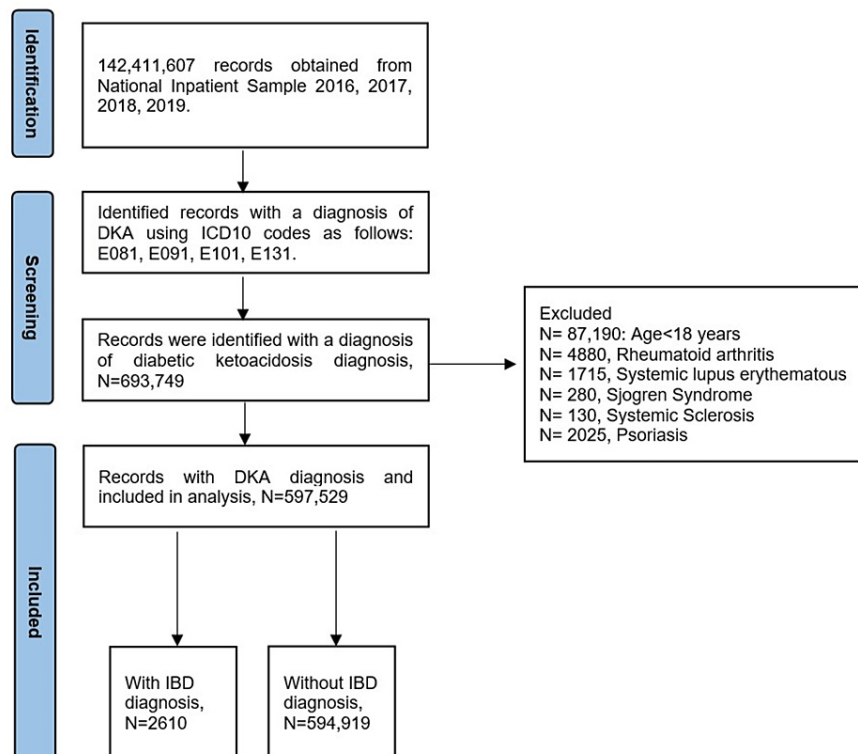 Identification
142,411,607 records obtained from
National Inpatient Sample 2016, 2017,
2018, 2019.
Screening
Identified records with a diagnosis of
DKA using ICD10 codes as follows:
E081, E091, E101, E131.
Records were identified with a diagnosis
of diabetic ketoacidosis diagnosis,
N=693,749
Excluded
N= 87,190: Age<18 years
N= 4880, Rheumatoid arthritis
N= 1715, Systemic lupus erythematous
N= 280, Sjogren Syndrome
N= 130, Systemic Sclerosis
N= 2025, Psoriasis
Included
Records with DKA diagnosis and
included in analysis, N=597,529
With IBD
diagnosis,
N=2610
Without IBD
diagnosis,
N=594,919